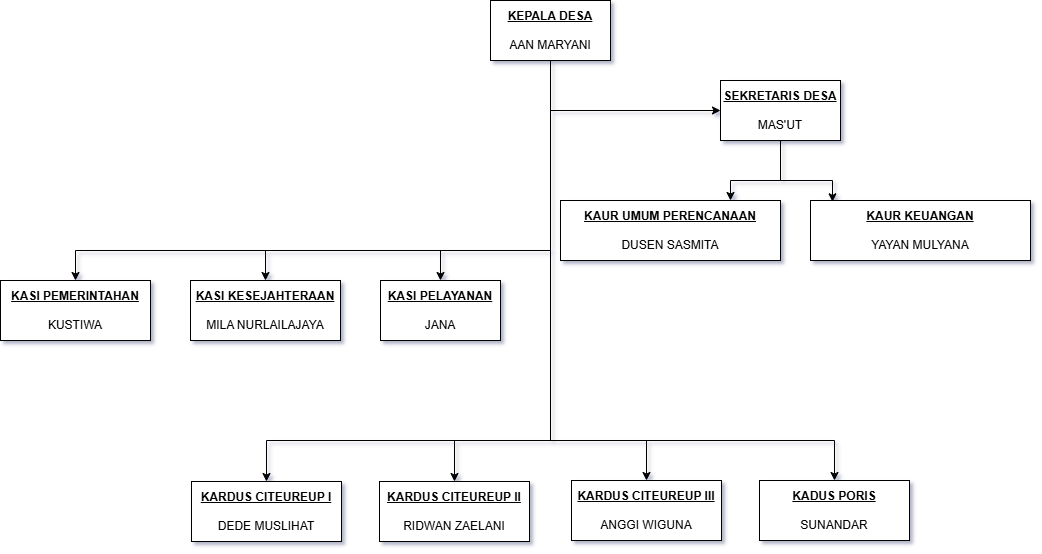 KEPALA DESA
AAN MARYANI
SEKRETARIS DESA
MAS'UT
KAUR UMUM PERENCANAAN
DUSEN SASMITA
KAUR KEUANGAN
YAYAN MULYANA
KASI PEMERINTAHAN
KUSTIWA
KASI KESEJAHTERAAN
MILA NURLAILAJAYA
KASI PELAYANAN
JANA
KARDUS CITEUREUP I
DEDE MUSLIHAT
KARDUS CITEUREUP II
RIDWAN ZAELANI
KARDUS CITEUREUP III
ANGGI WIGUNA
KADUS PORIS
SUNANDAR